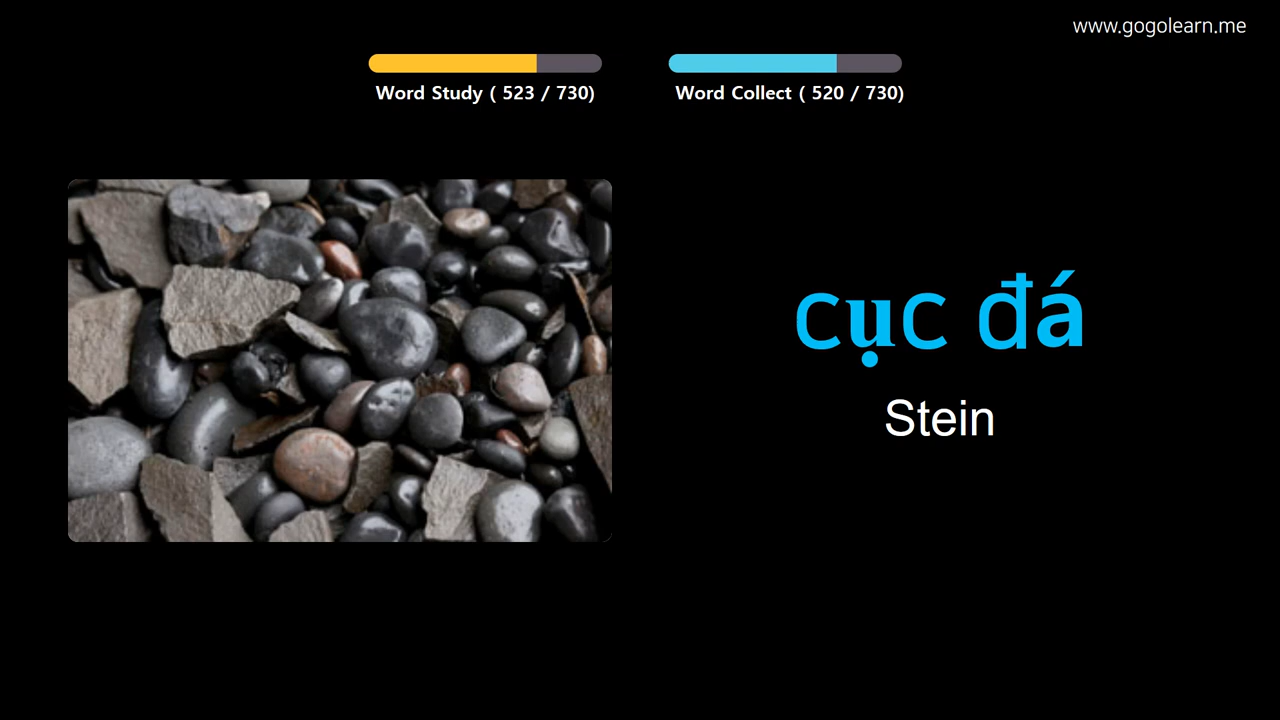 www.gogolearn.me
Word Study ( 523 / 730)
Word Collect ( 520 / 730)
cục đá
Stein